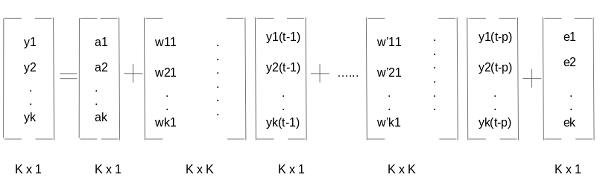 y1 a1 w11 . y1(t-1) w'11 . y1(t-p) e1
y2 = a2 + w21 . y2(t-1) + ...... w'21 . y2(t-p) + e2
. . . . . . . . .
. . . . . . . . .
yk ak wk1 . yk(t-1) w'k1 yk(t-p) ek
K x 1 K x 1 K x K K x 1 K x K K x 1